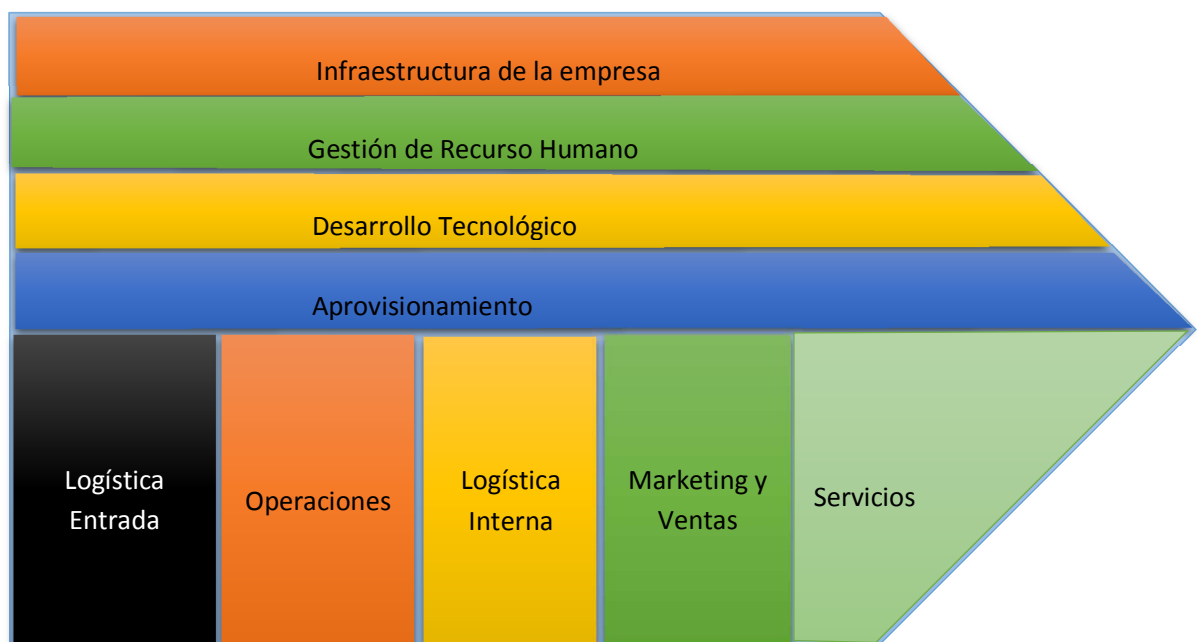 Infraestructura de la empresa
Gestión de Recurso Humano
Desarrollo Tecnológico
Aprovisionamiento
Logística
Entrada
Operaciones
Logística
Interna
Marketing y
Ventas
Servicios